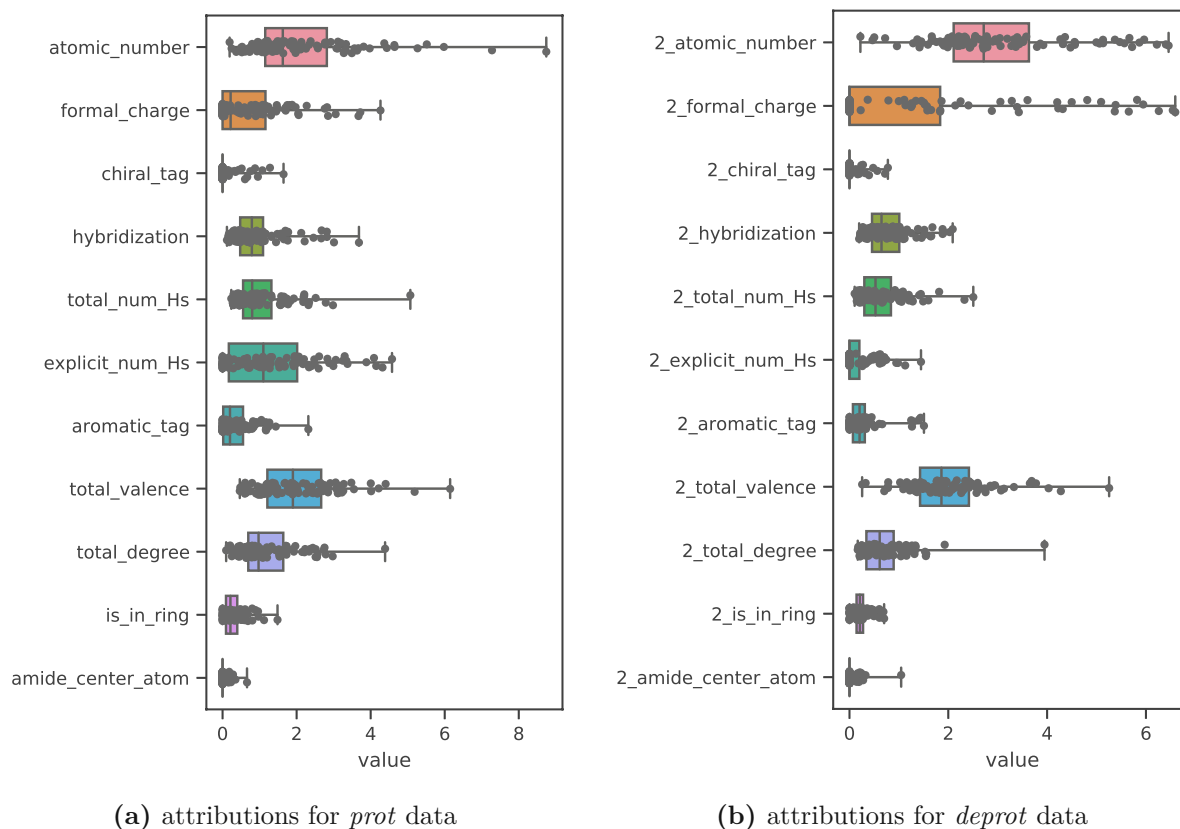 atomic_number
formal_charge
chiral_tag
hybridization
total_num_Hs
explicit_num_Hs
aromatic_tag
total_valence
total_degree
is_in_ring
amide_center_atom
0 2 4 6 8
value
(a) attributions for prot data
2_atomic_number
2_formal_charge
2_chiral_tag
2_hybridization
2_total_num_Hs
2_explicit_num_Hs
2_aromatic_tag
2_total_valence
2_total_degree
2_is_in_ring
2_amide_center_atom
0 2 4 6
value
(b) attributions for deprot data